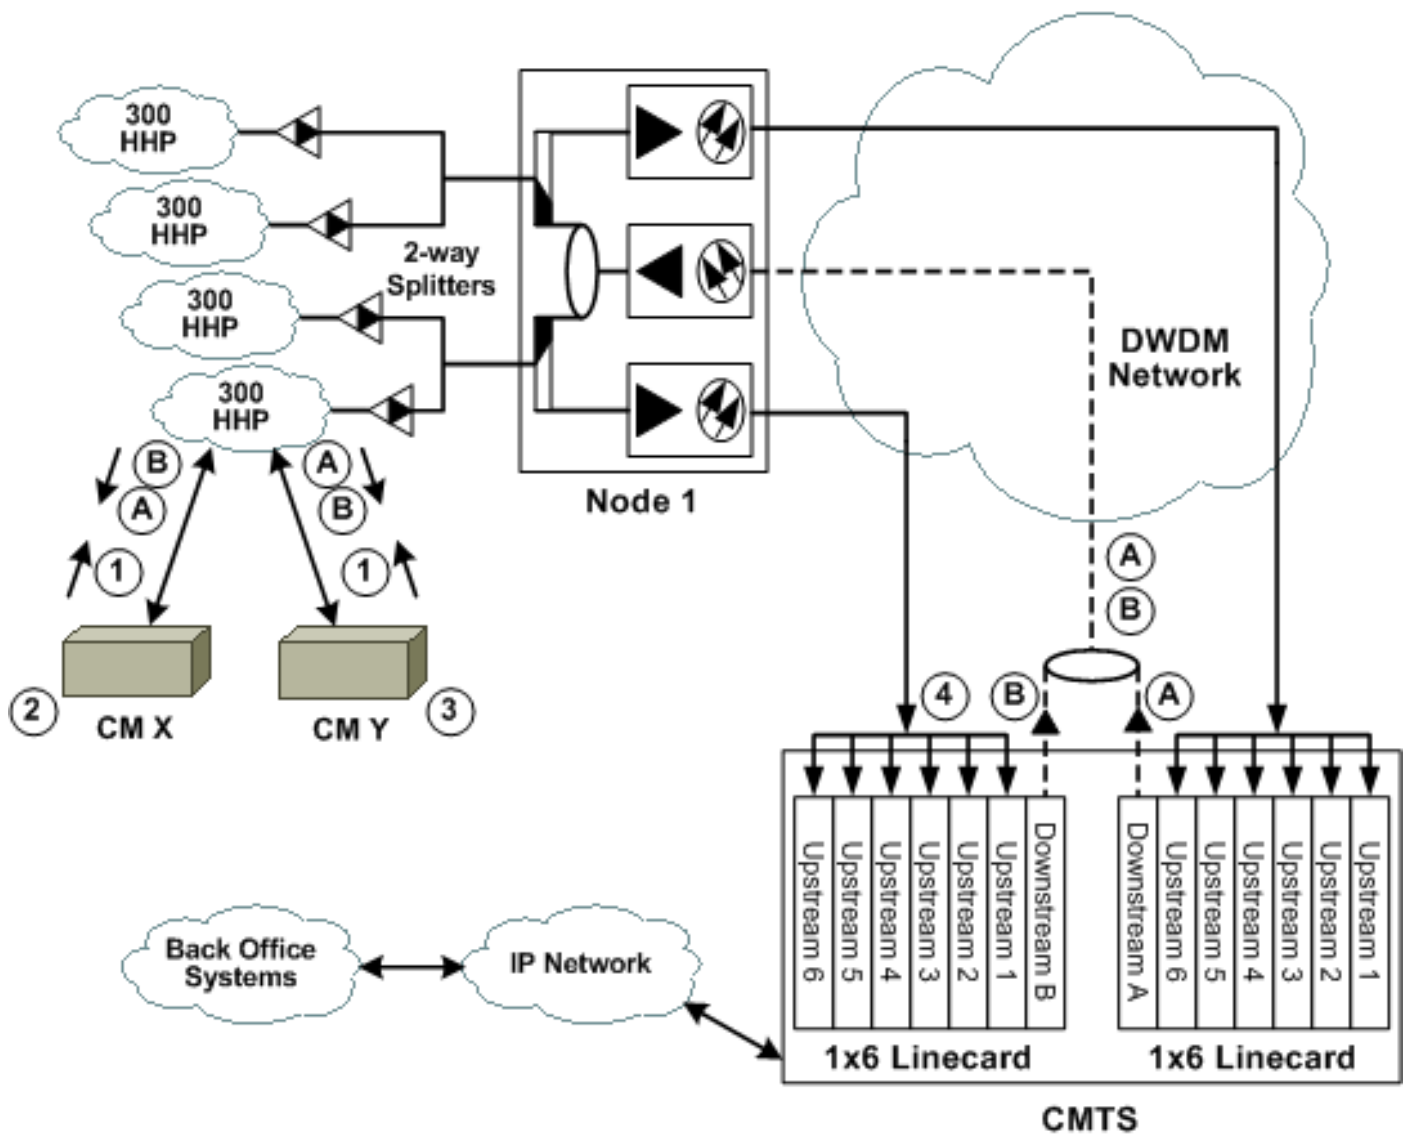 300
HHP
300
HHP
2-way
Splitters
300
HHP
300
HHP
Node 1
DWDM
Network
B
A
A
B
1
1
A
B
2
CM X
CM Y
3
4
B
A
Upstream 6
Upstream 5
Upstream 4
Upstream 3
Upstream 2
Upstream 1
Downstream B
Downstream A
Upstream 6
Upstream 5
Upstream 4
Upstream 3
Upstream 2
Upstream 1
Back Office
Systems
IP Network
1x6 Linecard
1x6 Linecard
CMTS